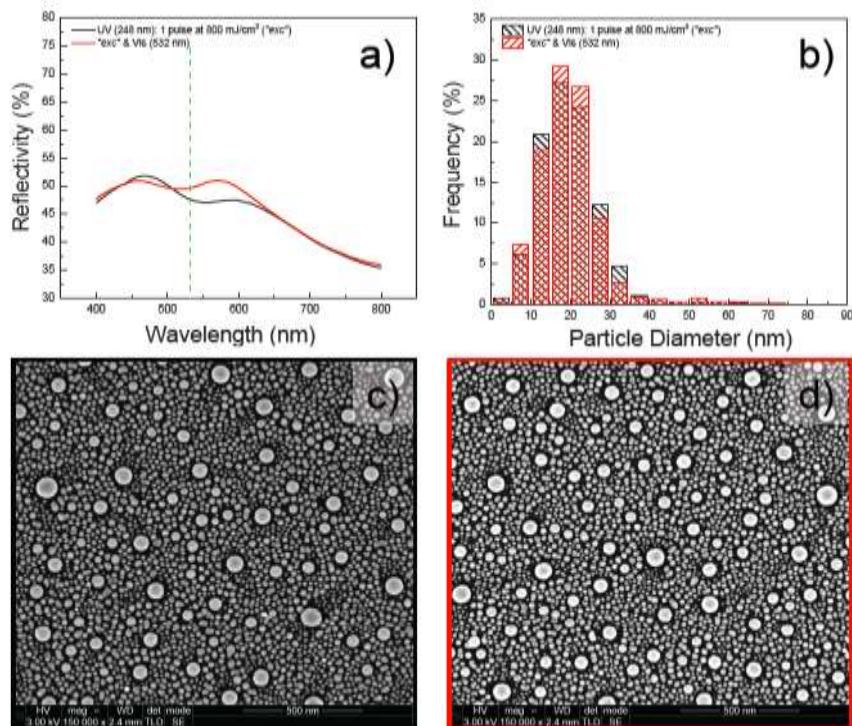 UV (248 nm): 1 pulse at 800 mJ/cm² ("exc")
"exc" & Vis (532 nm)
a)
80
75
70
65
60
55
50
45
40
35
30
Reflectivity (%)
400 500 600 700 800
Wavelength (nm)
UV (248 nm): 1 pulse at 800 mJ/cm² ("exc")
"exc" & Vis (532 nm)
b)
35
30
25
20
15
10
5
0
Frequency (%)
0 10 20 30 40 50 60 70 80 90
Particle Diameter (nm)
c)
HV mag WD det mode 500 nm
3.00 kV 150 000 x 2.4 mm TLD SE
d)
HV mag WD det mode 500 nm
3.00 kV 150 000 x 2.4 mm TLD SE